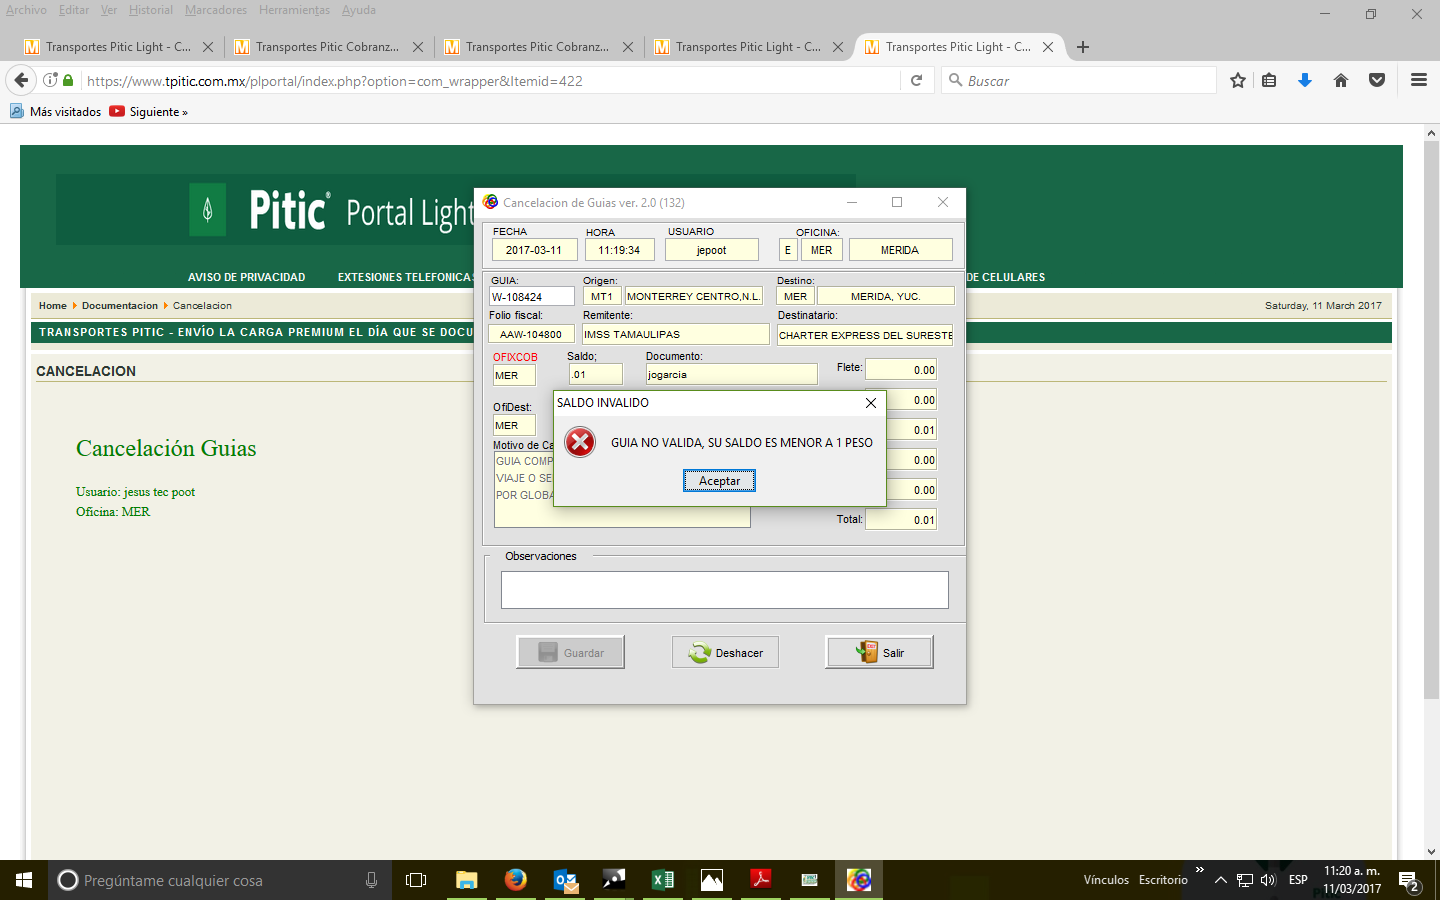 Archivo Editar Ver Historial Marcadores Herramientas Ayuda
Transportes Pitic Light - C...
Transportes Pitic Cobranz...
Transportes Pitic Cobranz...
Transportes Pitic Light - C...
Transportes Pitic Light - C...
https://www.tpitic.com.mx/plportal/index.php?option=com_wrapper&Itemid=422
Buscar
Más visitados Siguiente »
Pitic® Portal Light
AVISO DE PRIVACIDAD
EXTESIONES TELEFONICAS
DE CELULARES
Home Documentacion Cancelacion
Saturday, 11 March 2017
TRANSPORTES PITIC - ENVÍO LA CARGA PREMIUM EL DÍA QUE SE DOCU
CANCELACION
Cancelación Guias
Usuario: jesus tec poot
Oficina: MER
Cancelacion de Guias ver. 2.0 (132)
FECHA HORA USUARIO OFICINA:
2017-03-11 11:19:34 jepoot E MER MERIDA
GUIA: Origen: Destino:
W-108424 MT1 MONTERREY CENTRO,N.L. MER MERIDA, YUC.
Folio fiscal: Remitente: Destinatario:
AAW-104800 IMSS TAMAULIPAS CHARTER EXPRESS DEL SURESTE
OFIXCOB Saldo; Documento:
MER .01 jogarcia
Flete: 0.00
0.00
OfiDest:
MER
0.01
Motivo de Ca
GUIA COMP
VIAJE O SE
POR GLOBA
0.00
0.00
Total: 0.01
SALDO INVALIDO
GUIA NO VALIDA, SU SALDO ES MENOR A 1 PESO
Aceptar
Observaciones
Guardar Deshacer Salir
Pregúntame cualquier cosa
Vínculos Escritorio » ESP
11:20 a. m.
11/03/2017
2